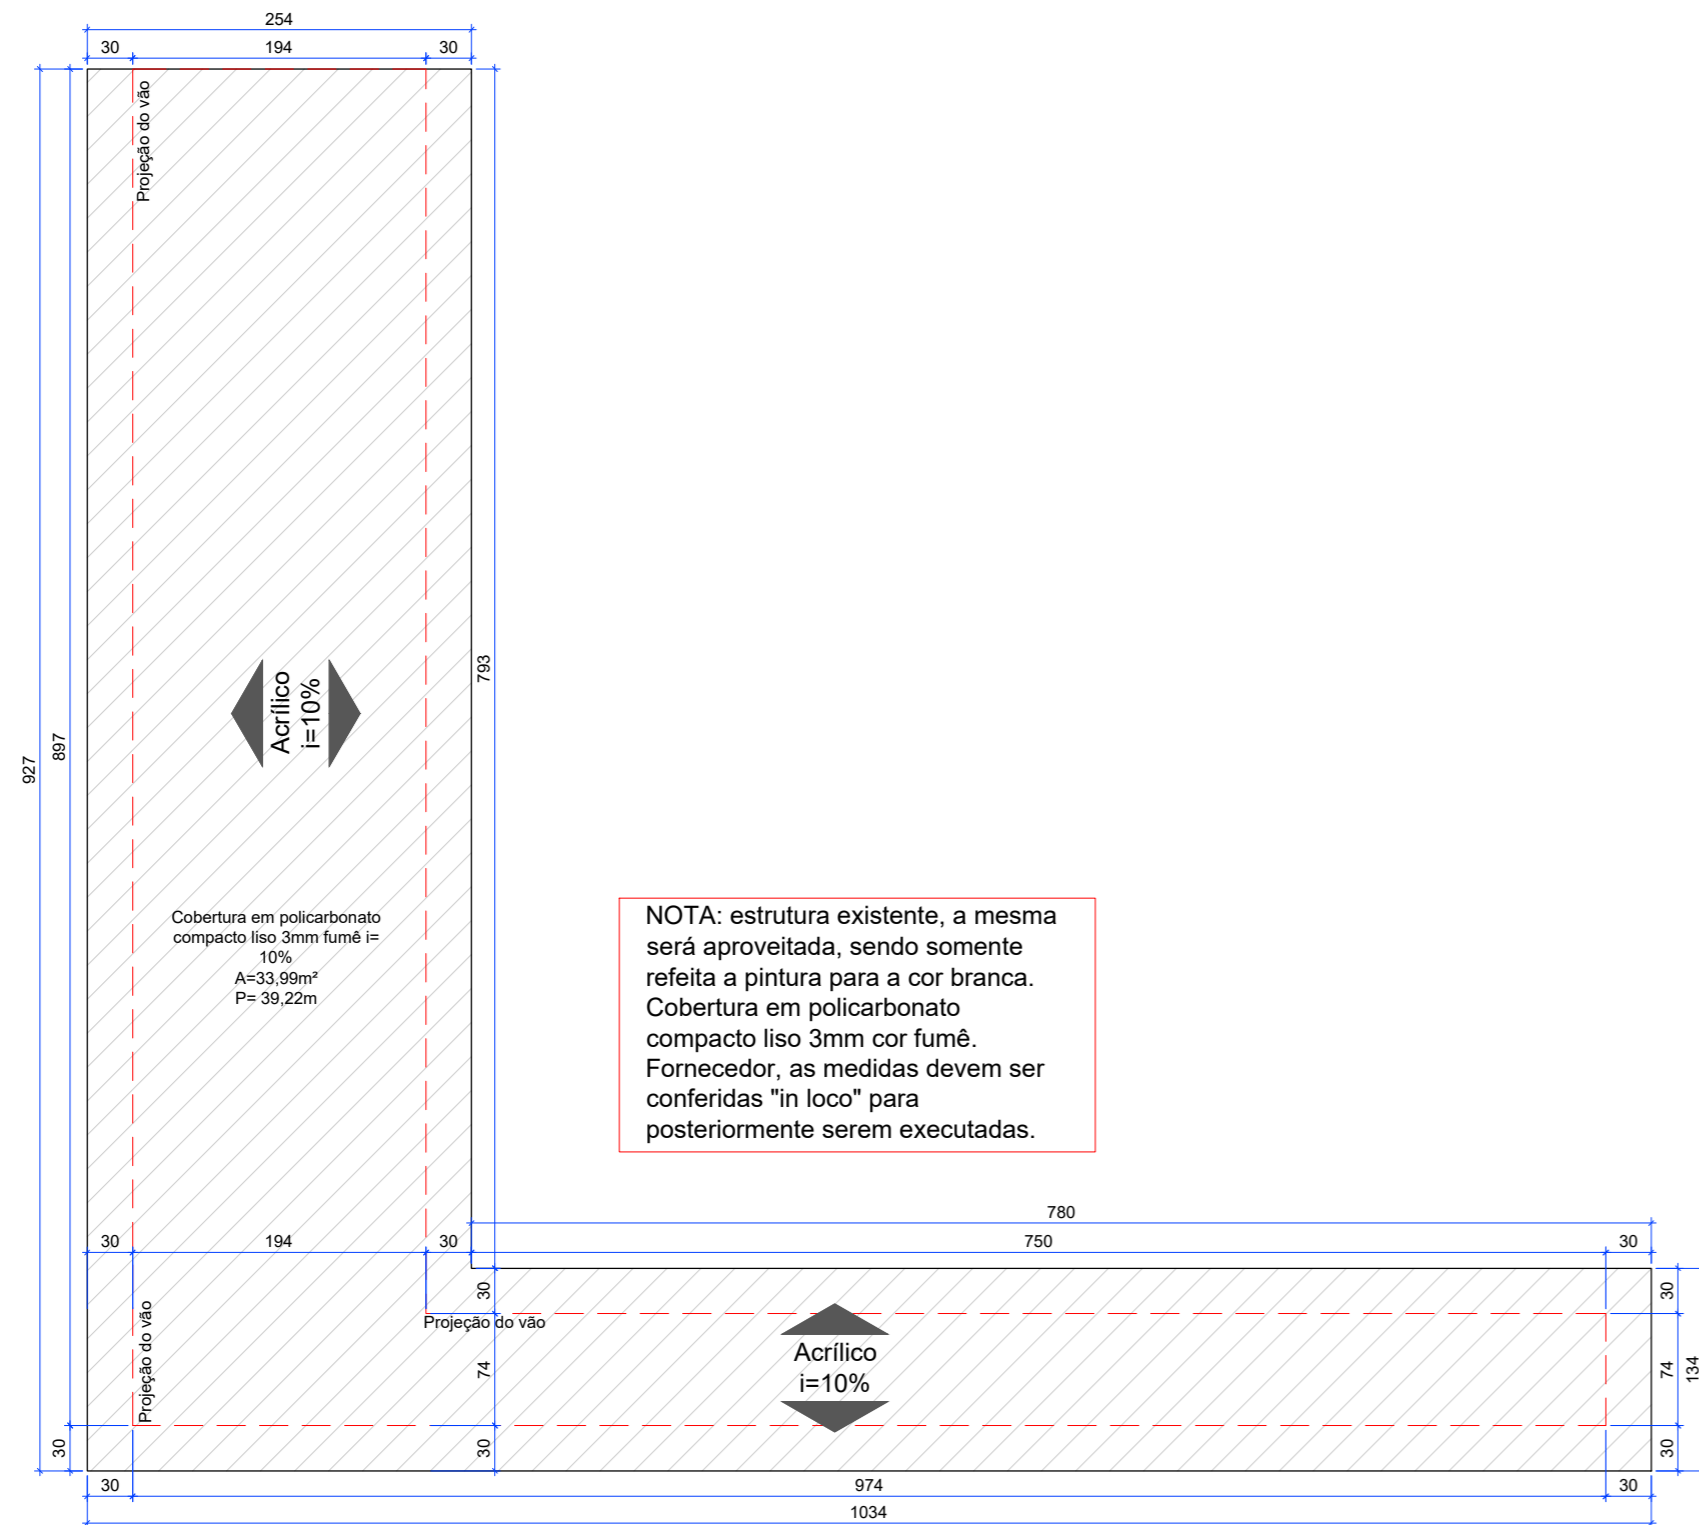 254
30
194
30
Projeção do vão
927
897
793
Acrílico
i=10%
Cobertura em policarbonato
compacto liso 3mm fumê i=
10%
A=33,99m²
P= 39,22m
NOTA: estrutura existente, a mesma
será aproveitada, sendo somente
refeita a pintura para a cor branca.
Cobertura em policarbonato
compacto liso 3mm cor fumê.
Fornecedor, as medidas devem ser
conferidas "in loco" para
posteriormente serem executadas.
780
30
194
30
750
30
30
30
Projeção do vão
Projeção do vão
74
Acrílico
i=10%
74
134
30
30
30
30
974
30
1034